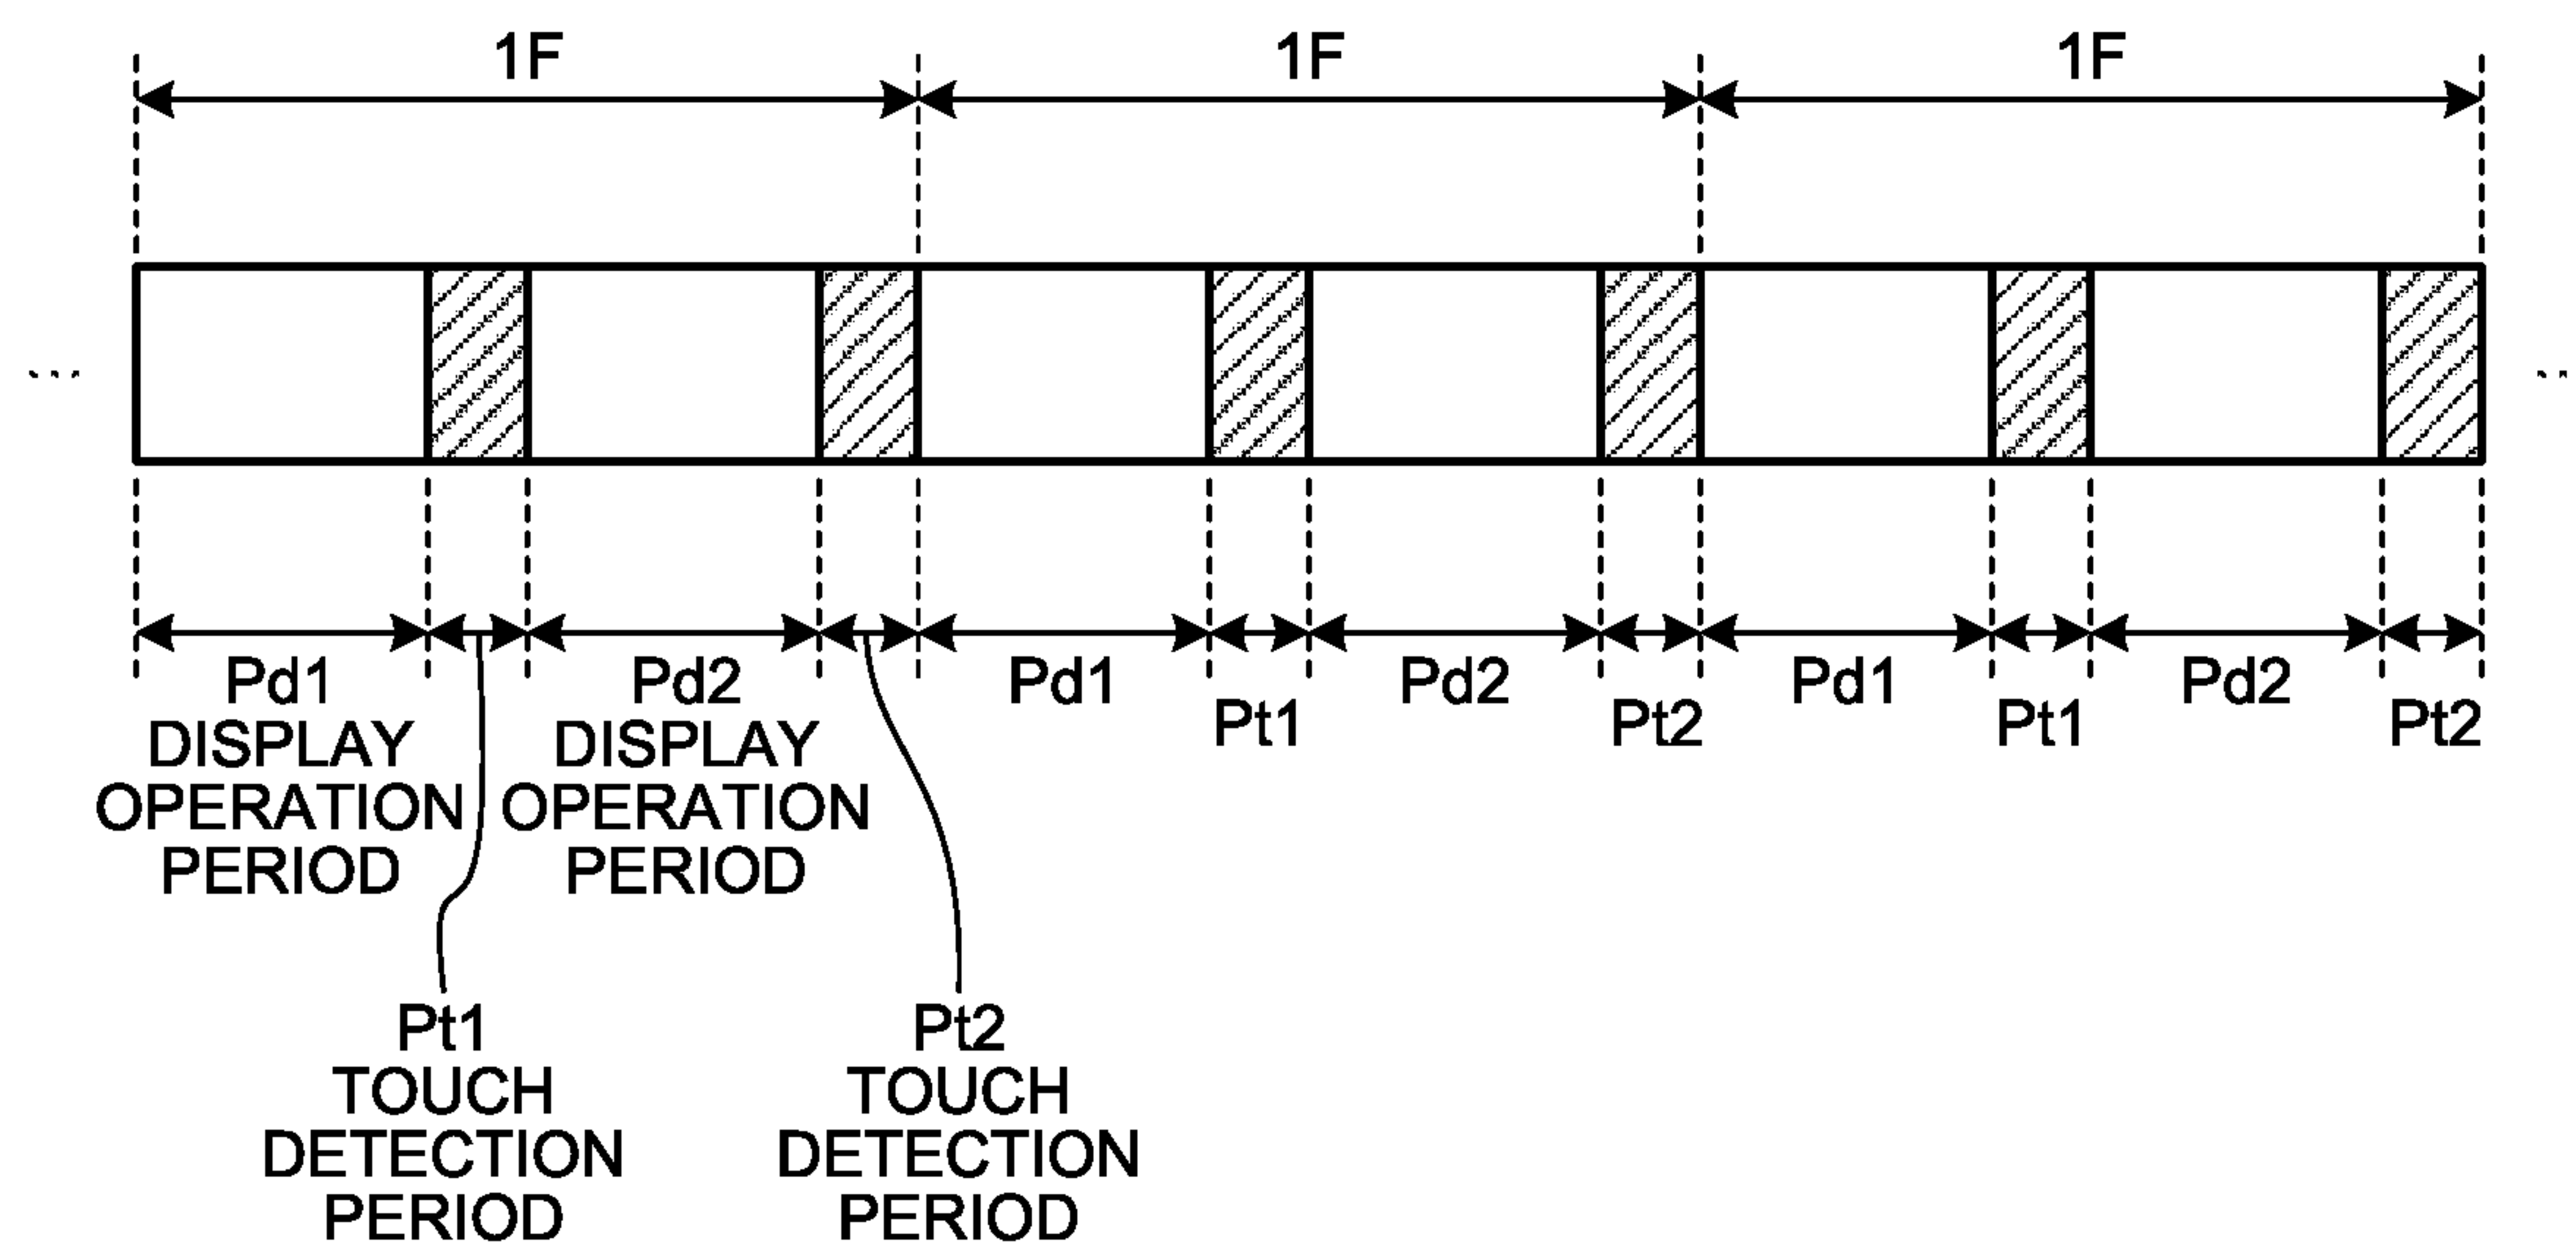 1F 1F 1F
... ..
Pd1 Pd2 Pd1 Pd2 Pd1 Pd2
Pt1 Pt2 Pt1 Pt2
DISPLAY DISPLAY
OPERATION OPERATION
PERIOD PERIOD
Pt1 Pt2
TOUCH TOUCH
DETECTION DETECTION
PERIOD PERIOD